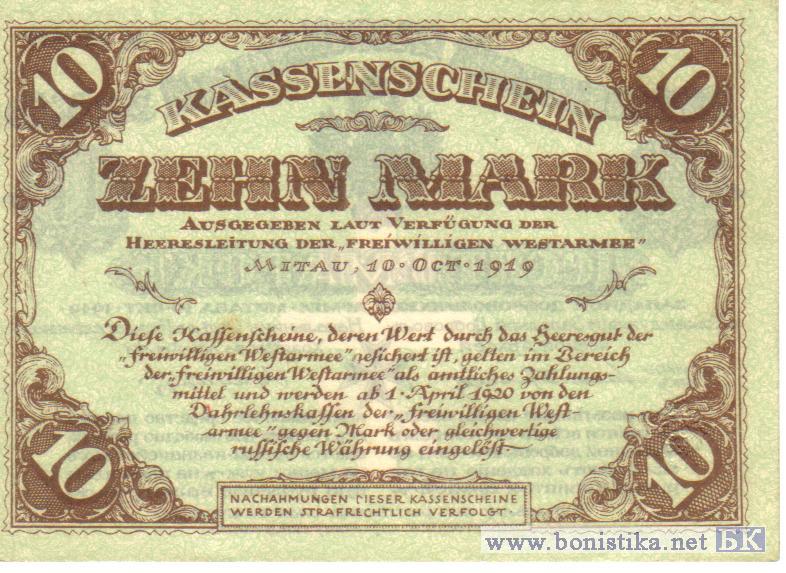 10 10
KASSENSCHEIN
ZEHN MARK
AUSGEGEBEN LAUT VERFÜGUNG DER
HEERESLEITUNG DER „FREIWILLIGEN WESTARMEE"
MITAU, 10. OCT. 1919
Diese Kassenscheine, deren Wert durch das Heeresgut der
„freiwilligen Westarmee" gesichert ist, gelten im Bereich
der „freiwilligen Westarmee" als amtliches Zahlungs-
mittel und werden ab 1. April 1920 von den
Dahrlehnskassen der „freiwilligen West-
armee" gegen Mark oder gleichwertige
russische Währung eingelöst.
10 10
NACHAHMUNGEN DIESER KASSENSCHEINE
WERDEN STRAFRECHTLICH VERFOLGT.
www.bonistika.net БК